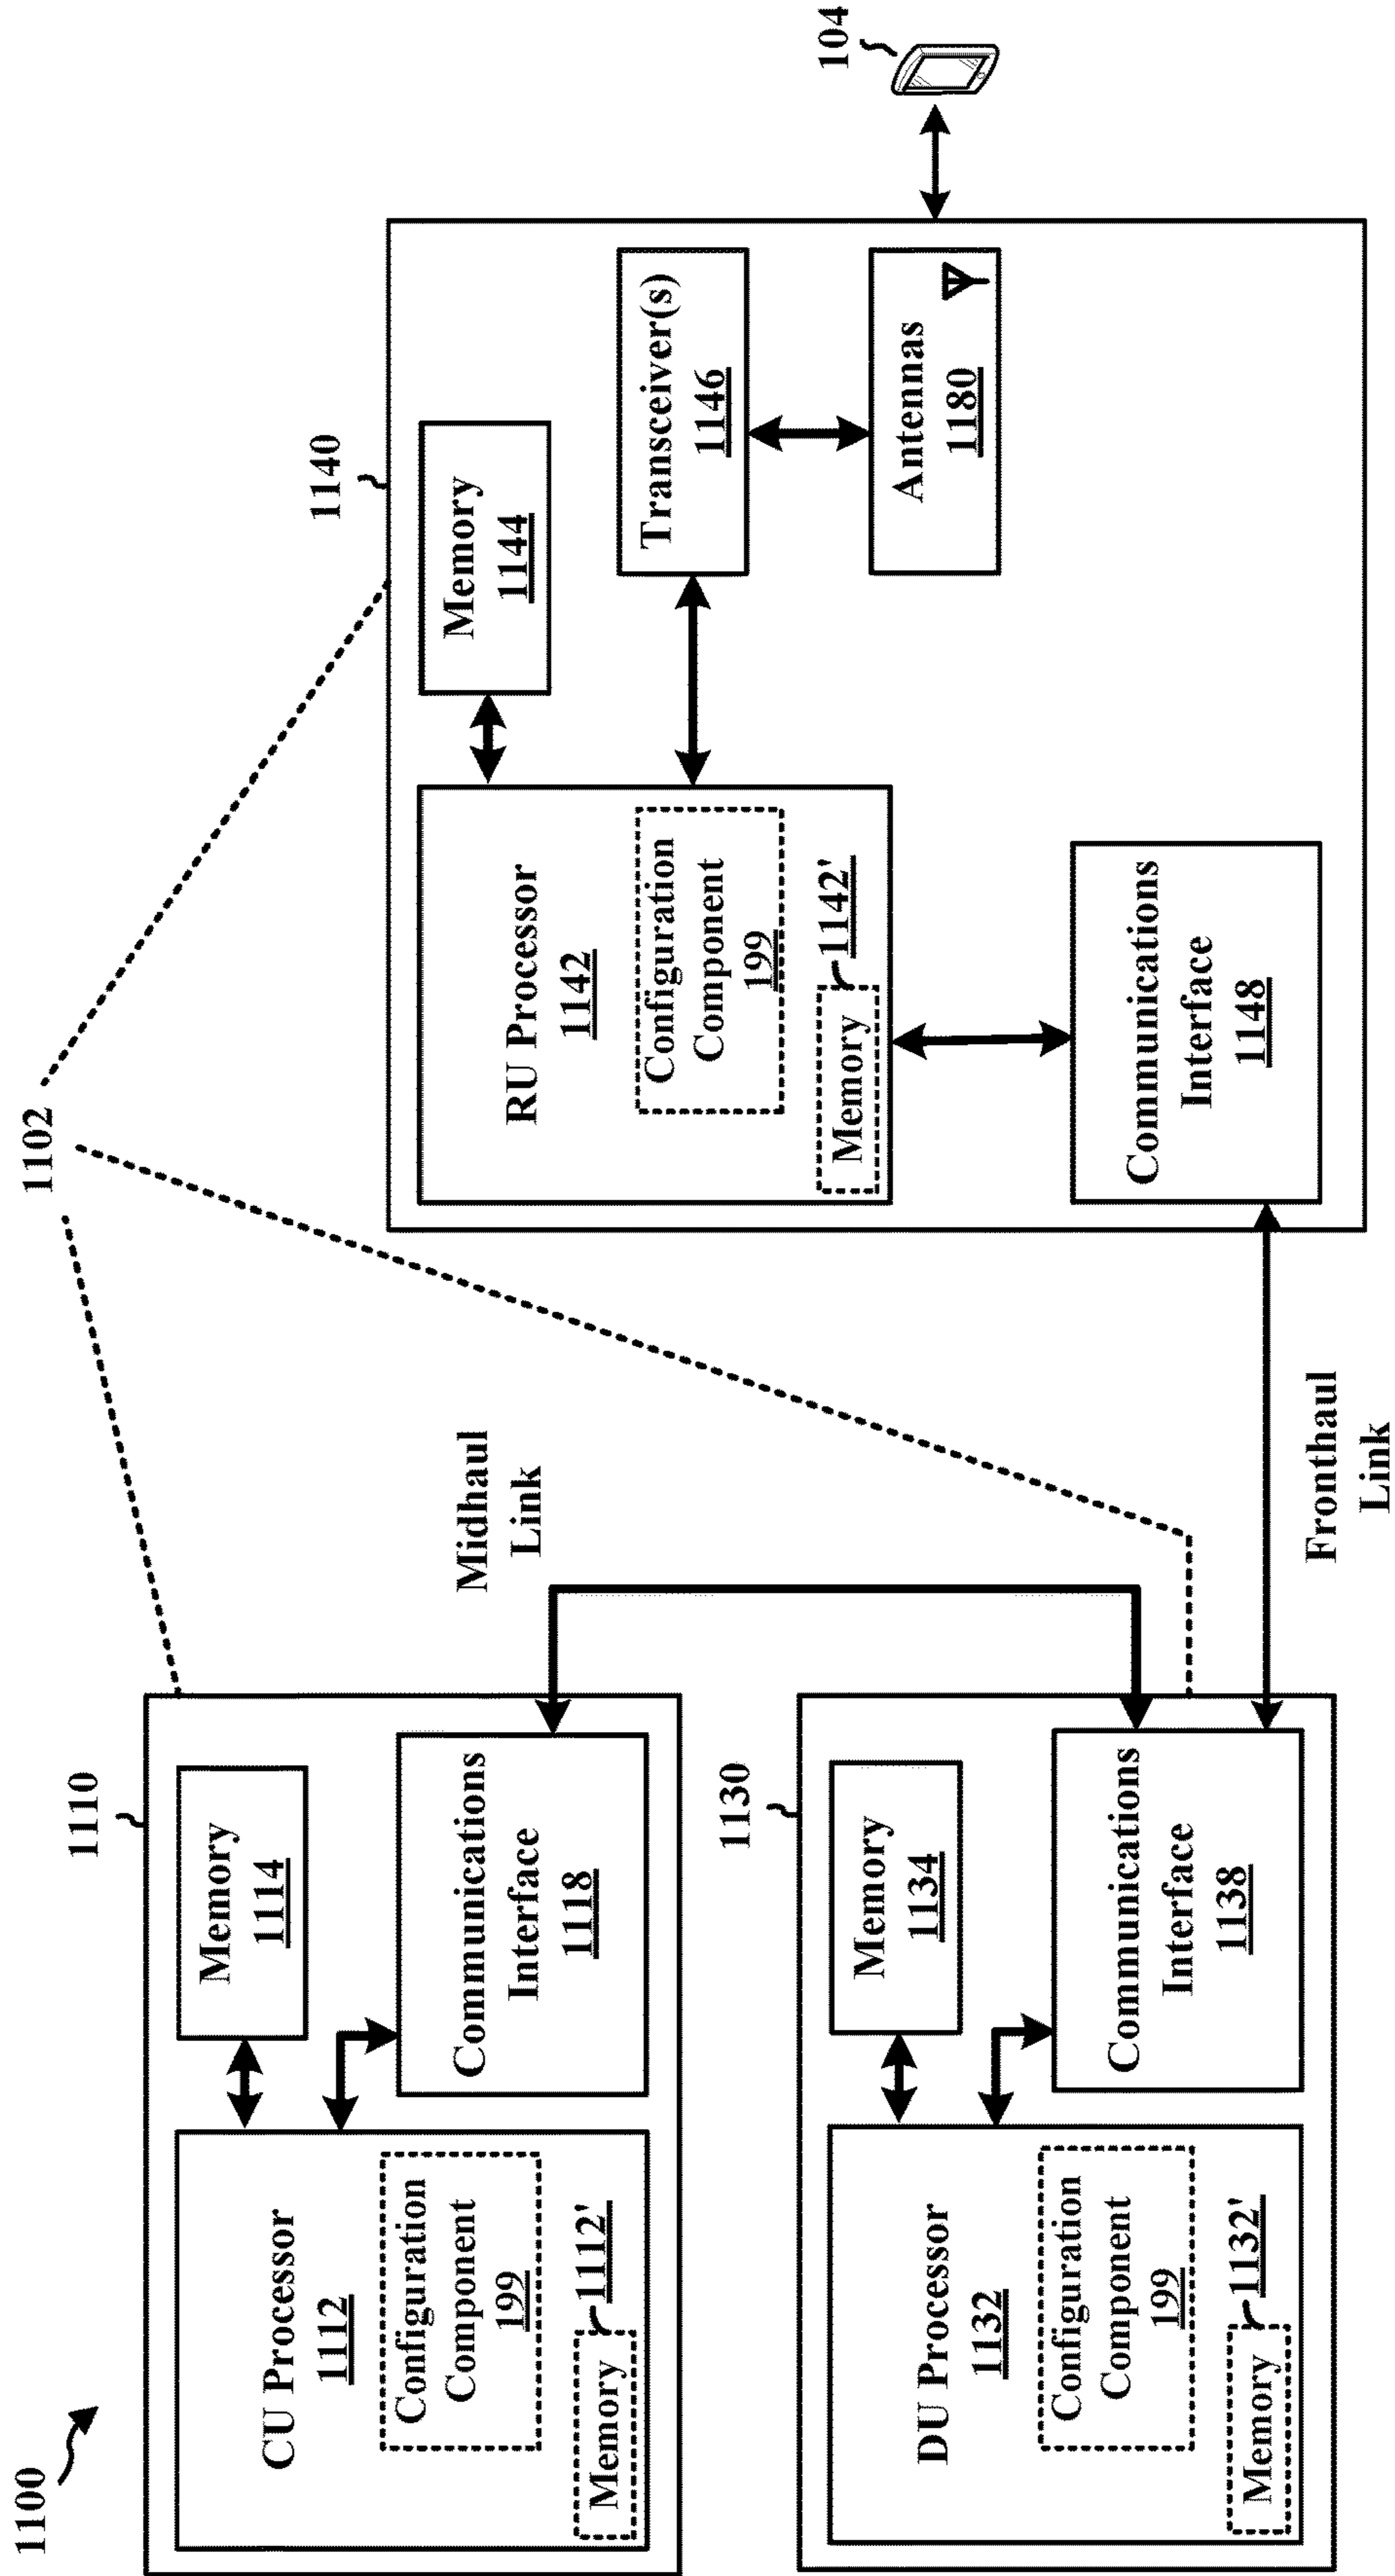 1100
1102
1110
CU Processor
1112
Configuration
Component
199
Memory
1112'
Memory
1114
Communications
Interface
1118
Midhaul
Link
1130
DU Processor
1132
Configuration
Component
199
Memory
1132'
Memory
1134
Communications
Interface
1138
Fronthaul
Link
1140
RU Processor
1142
Configuration
Component
199
Memory
1142'
Memory
1144
Transceiver(s)
1146
Antennas
1180
Communications
Interface
1148
104